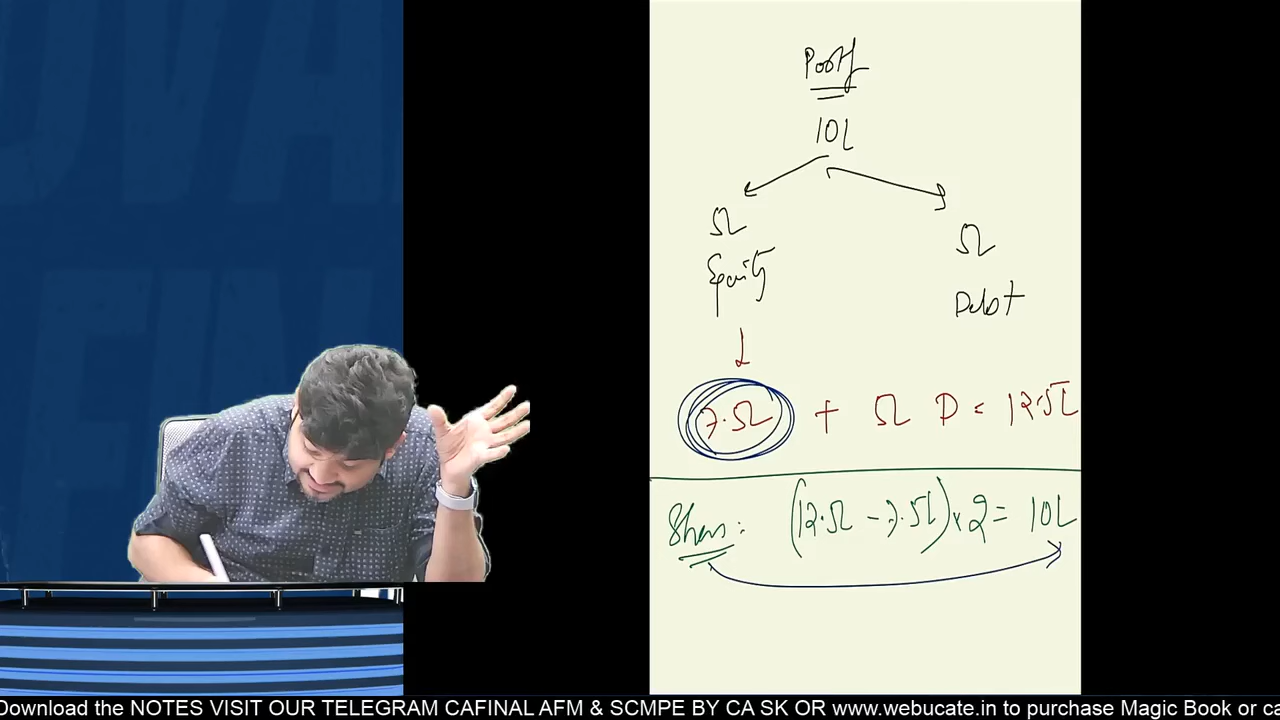 Portf
10L
5L 5L
Equity
Debt
7.5L + 5L D = 12.5L
Shares: (12.5L - 7.5L) × 2 = 10L
Download the NOTES VISIT OUR TELEGRAM CAFINAL AFM & SCMPE BY CA SK OR www.webucate.in to purchase Magic Book or ca